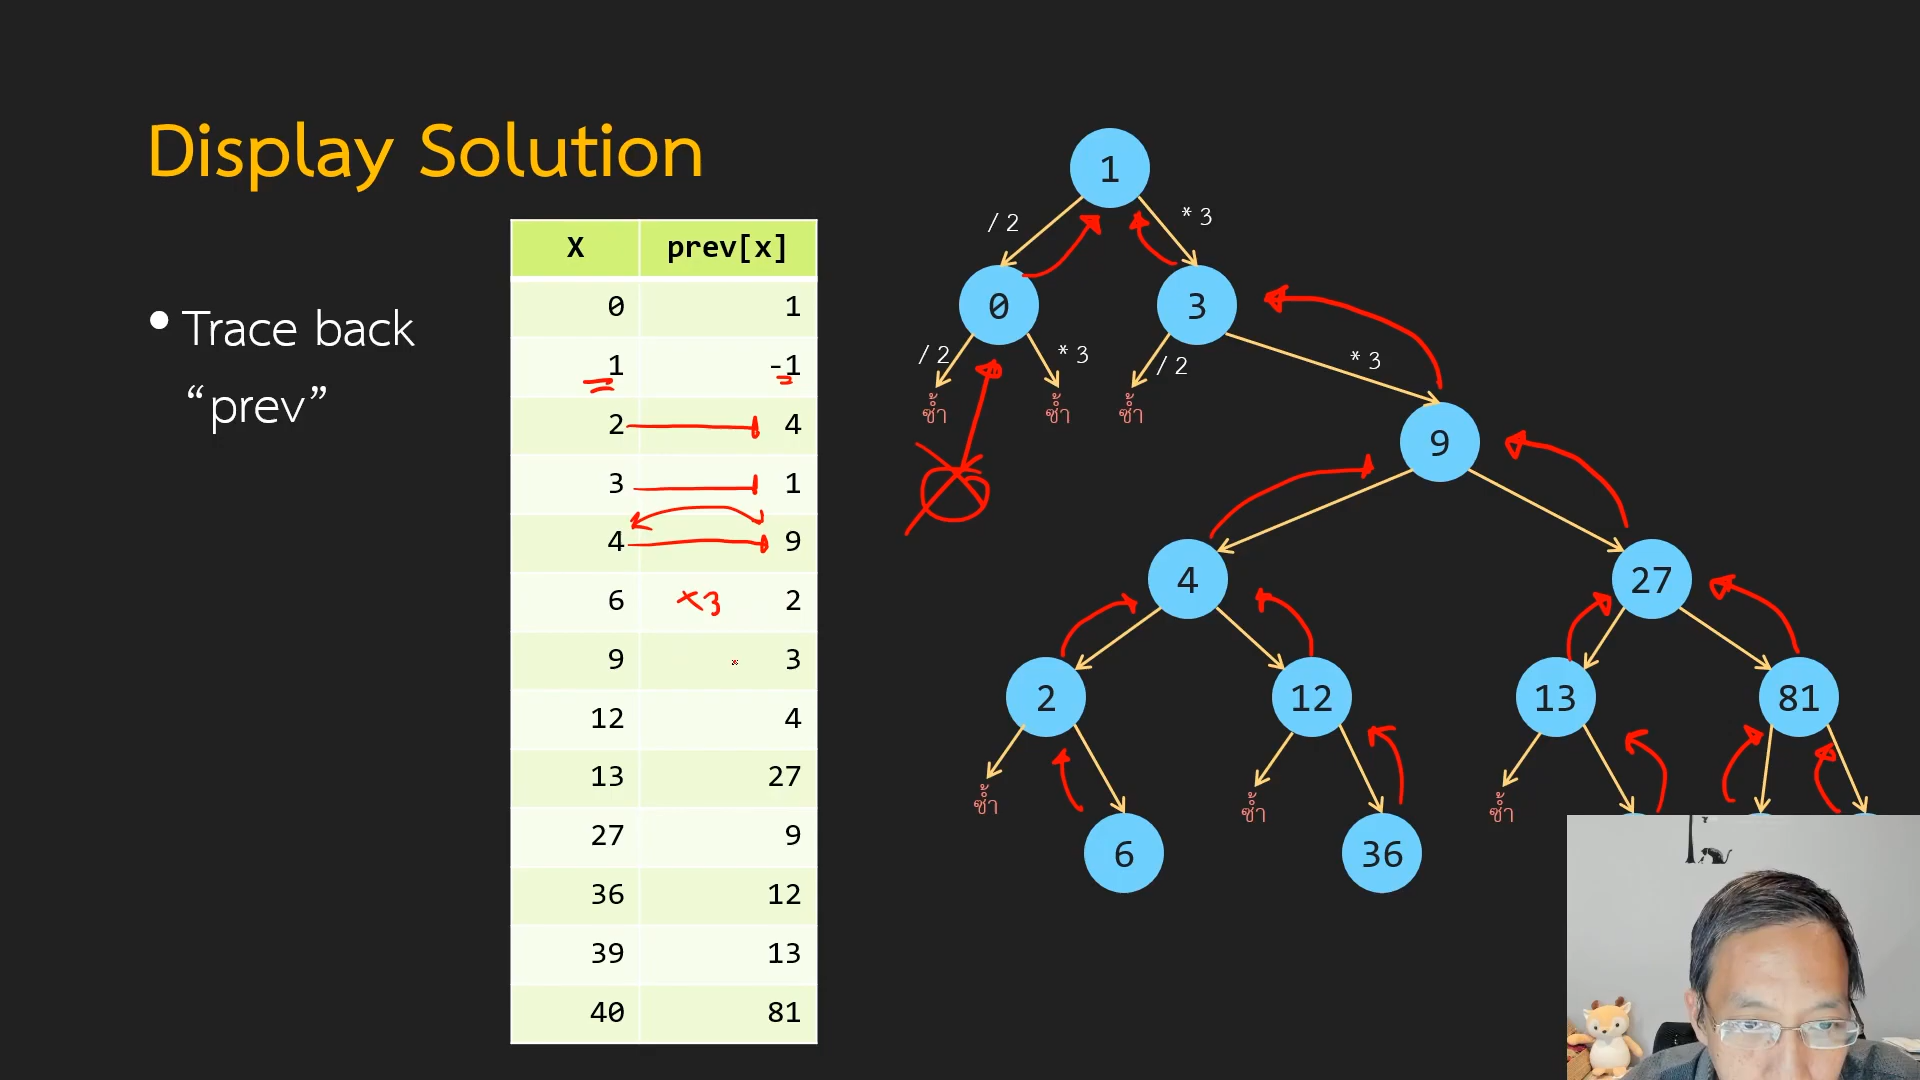 Display Solution
• Trace back
“prev”
X prev[x]
0 1
1 -1
2 4
3 1
4 9
6 ×3 2
9 3
12 4
13 27
27 9
36 12
39 13
40 81
1
/ 2 * 3
0 3
/ 2 * 3 / 2 * 3
ซ้ำ ซ้ำ ซ้ำ
9
4 27
2 12 13 81
ซ้ำ ซ้ำ ซ้ำ
6 36